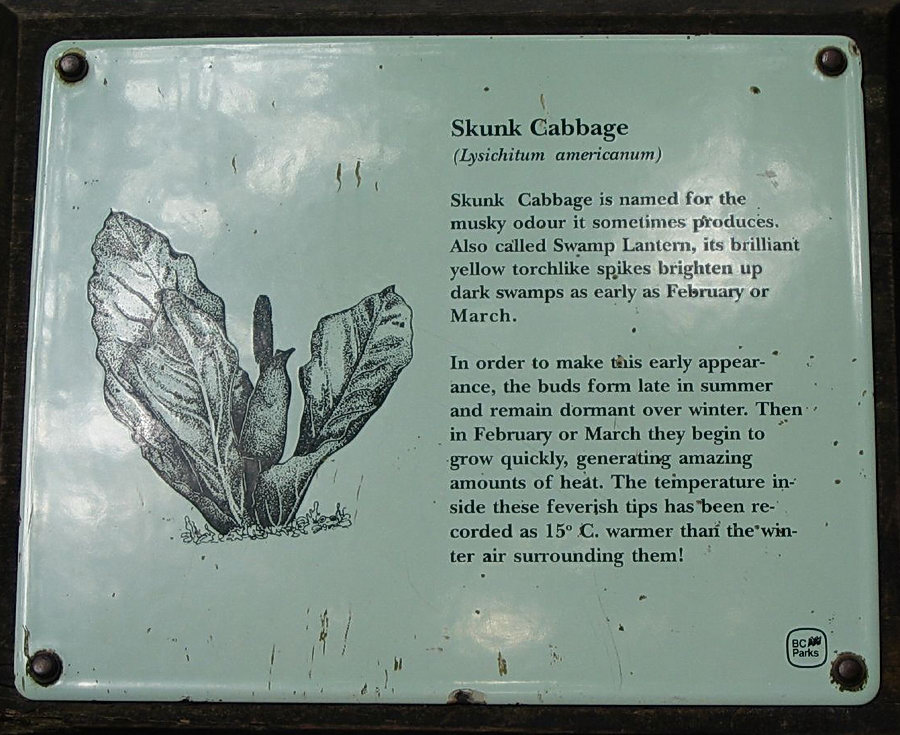 Skunk Cabbage
(Lysichitum americanum)
Skunk Cabbage is named for the
musky odour it sometimes produces.
Also called Swamp Lantern, its brilliant
yellow torchlike spikes brighten up
dark swamps as early as February or
March.
In order to make this early appear-
ance, the buds form late in summer
and remain dormant over winter. Then
in February or March they begin to
grow quickly, generating amazing
amounts of heat. The temperature in-
side these feverish tips has been re-
corded as 15° C. warmer than the win-
ter air surrounding them!
BC
Parks